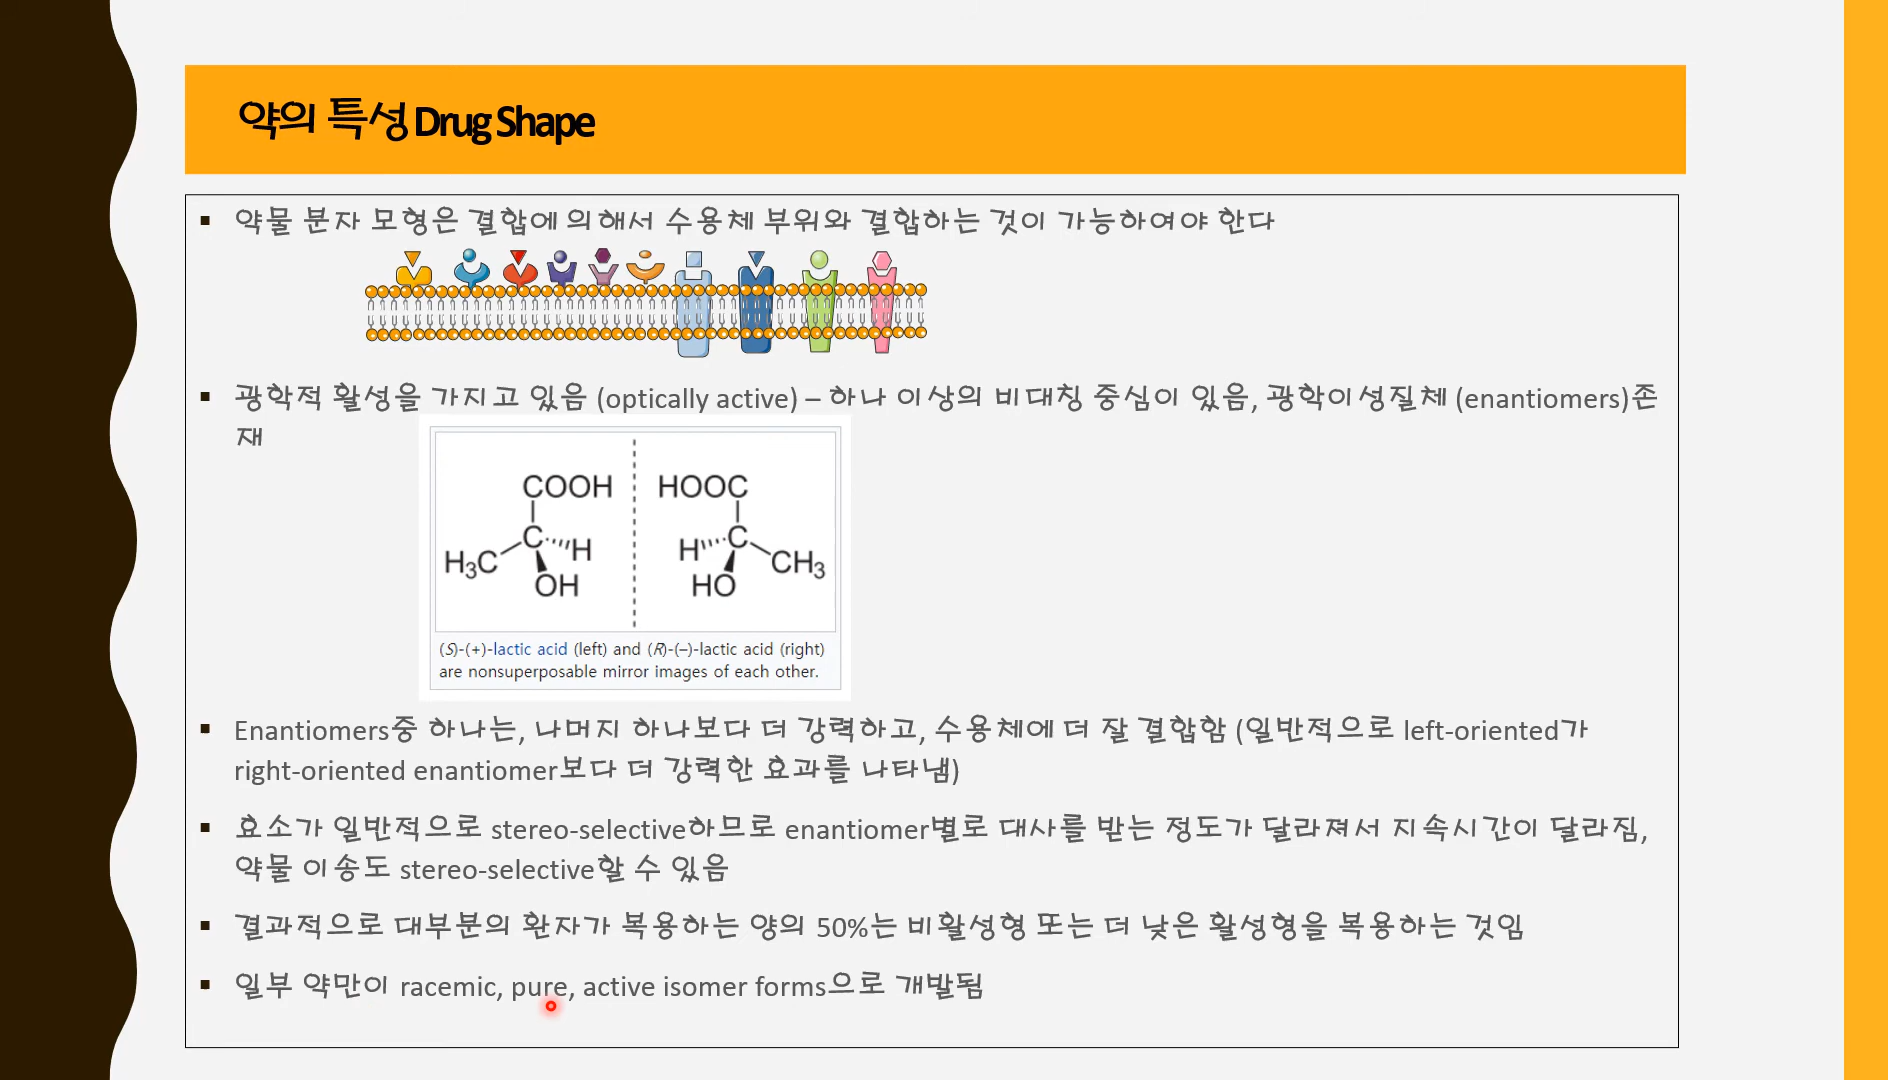 약의 특성 Drug Shape
▪ 약물 분자 모형은 결합에 의해서 수용체 부위와 결합하는 것이 가능하여야 한다
▪ 광학적 활성을 가지고 있음 (optically active) – 하나 이상의 비대칭 중심이 있음, 광학이성질체 (enantiomers)존
재
COOH HOOC
C H H C
H3C CH3
OH HO
(S)-(+)-lactic acid (left) and (R)-(–)-lactic acid (right)
are nonsuperposable mirror images of each other.
▪ Enantiomers중 하나는, 나머지 하나보다 더 강력하고, 수용체에 더 잘 결합함 (일반적으로 left-oriented가
right-oriented enantiomer보다 더 강력한 효과를 나타냄)
▪ 효소가 일반적으로 stereo-selective하므로 enantiomer별로 대사를 받는 정도가 달라져서 지속시간이 달라짐,
약물 이송도 stereo-selective할 수 있음
▪ 결과적으로 대부분의 환자가 복용하는 양의 50%는 비활성형 또는 더 낮은 활성형을 복용하는 것임
▪ 일부 약만이 racemic, pure, active isomer forms으로 개발됨